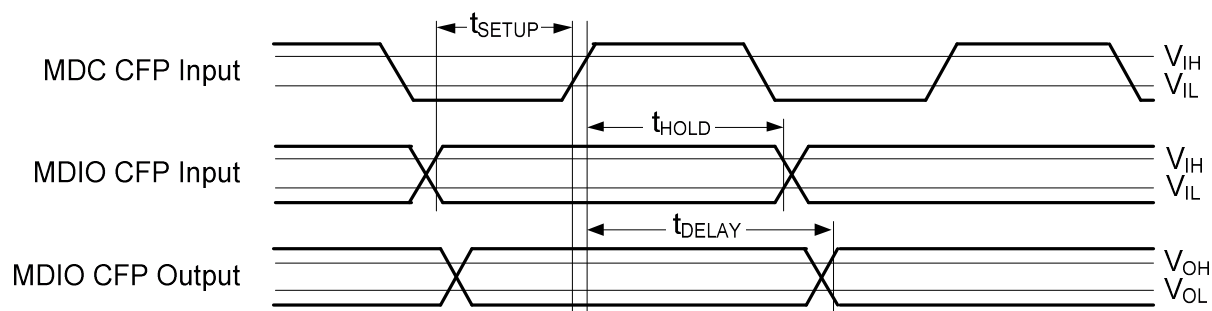 tSETUP
MDC CFP Input
VIH
VIL
tHOLD
MDIO CFP Input
VIH
VIL
tDELAY
MDIO CFP Output
VOH
VOL